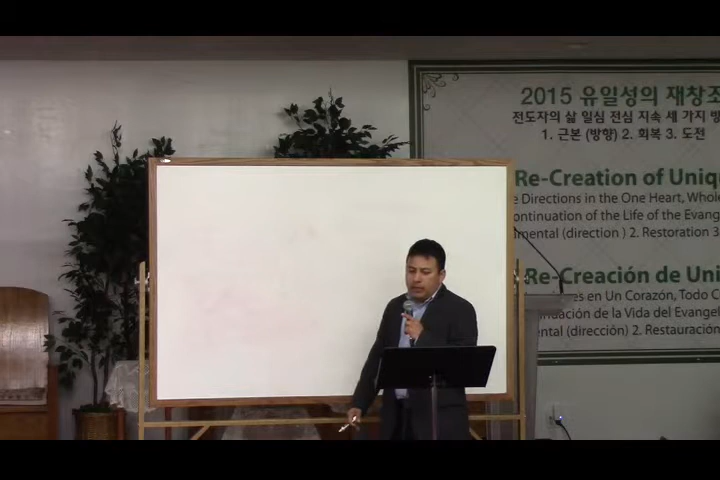 2015 유일성의 재창조
전도자의 삶 일심 전심 지속 세 가지 방
1. 근본 (방향) 2. 회복 3. 도전
Re-Creation of Uniq
Directions in the One Heart, Whole
ontinuation of the Life of the Evang
mental (direction ) 2. Restoration 3
Re-Creación de Uni
es en Un Corazón, Todo C
nuación de la Vida del Evangel
ental (dirección) 2. Restauración